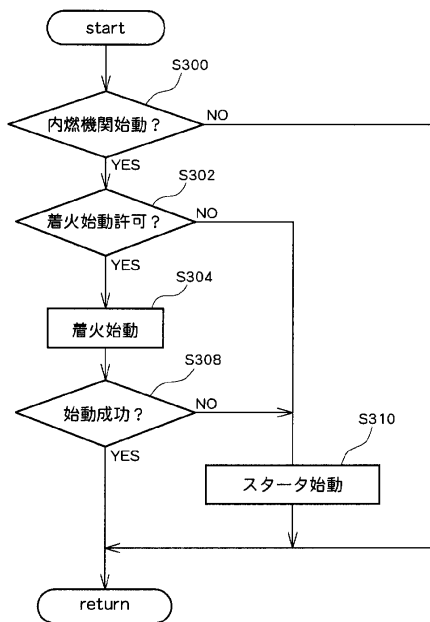 start
S300
内燃機関始動？
NO
YES
S302
着火始動許可？
NO
YES
S304
着火始動
S308
始動成功？
NO
YES
S310
スタータ始動
return